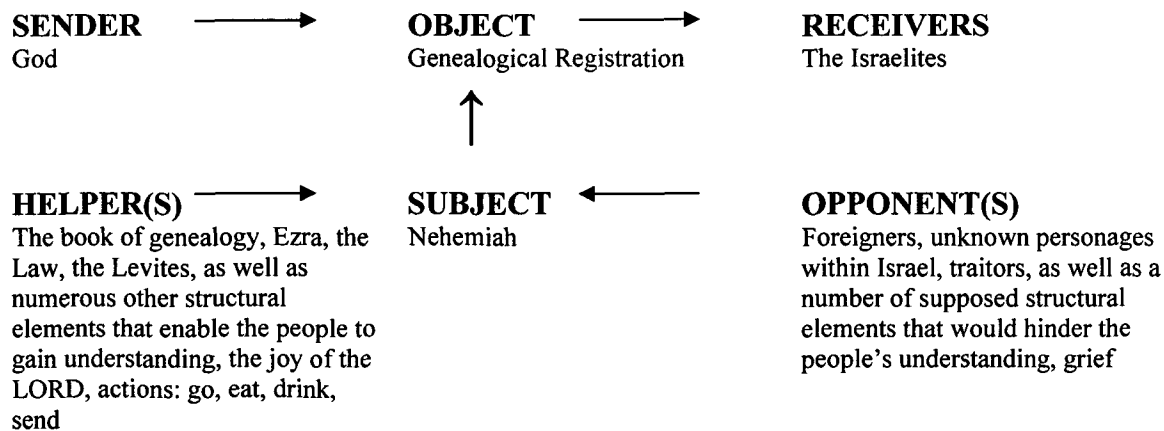 SENDER OBJECT RECEIVERS
God Genealogical Registration The Israelites
HELPER(S) SUBJECT OPPONENT(S)
The book of genealogy, Ezra, the Nehemiah Foreigners, unknown personages
Law, the Levites, as well as within Israel, traitors, as well as a
numerous other structural number of supposed structural
elements that enable the people to elements that would hinder the
gain understanding, the joy of the people's understanding, grief
LORD, actions: go, eat, drink,
send